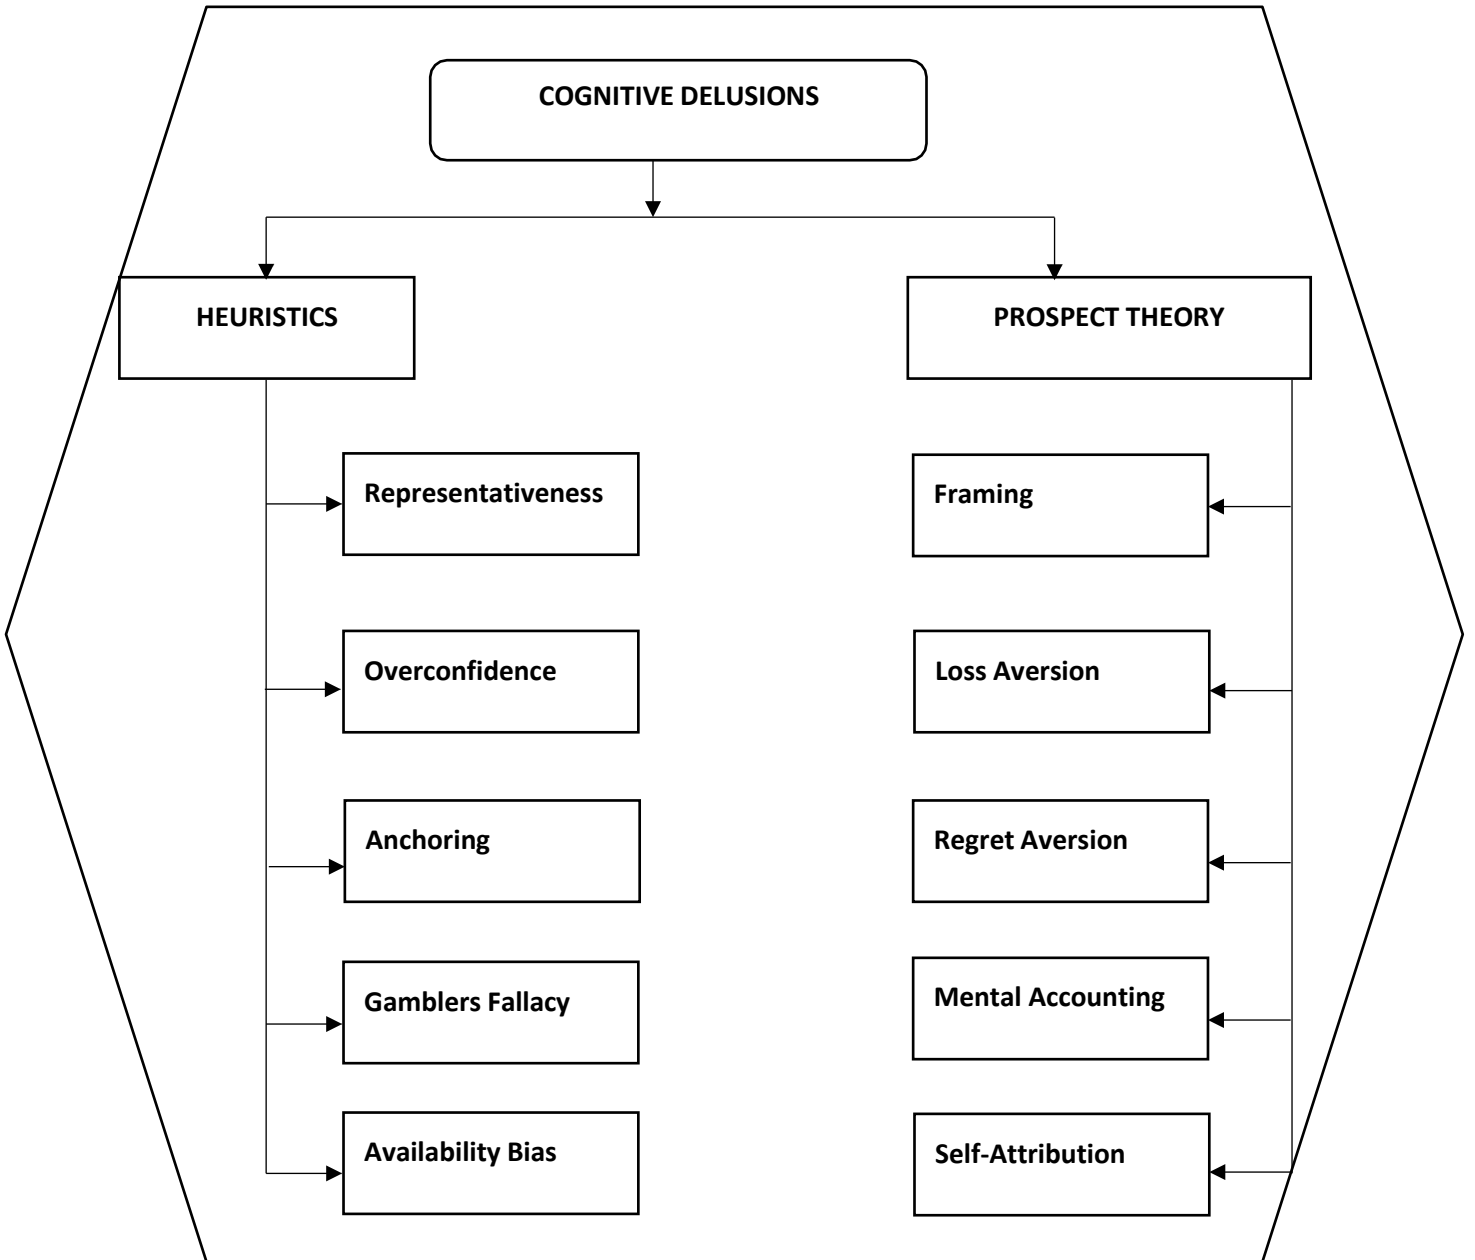 COGNITIVE DELUSIONS
HEURISTICS
PROSPECT THEORY
Representativeness
Overconfidence
Anchoring
Gamblers Fallacy
Availability Bias
Framing
Loss Aversion
Regret Aversion
Mental Accounting
Self-Attribution